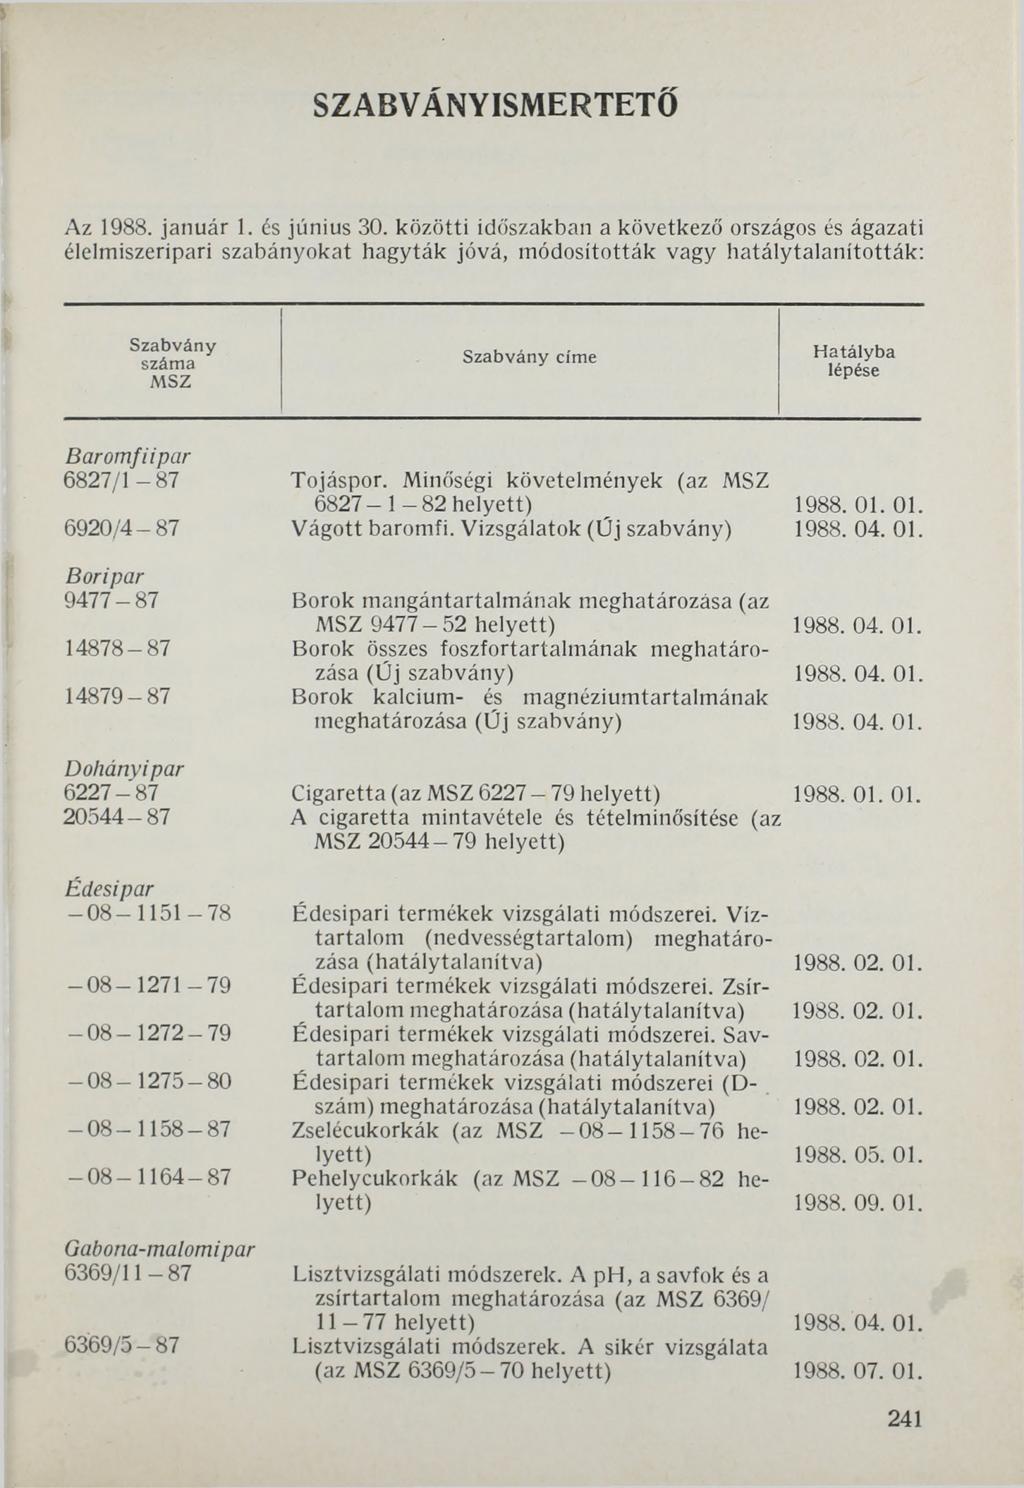 SZABVÁNYISMERTETŐ
Az 1988. január 1. és június 30. közötti időszakban a következő országos és ágazati
élelmiszeripari szabányokat hagyták jóvá, módosították vagy hatálytalanították:
Szabvány
száma
MSZ
Szabvány címe
Hatályba
lépése
Baromfiipar
6827/1–87 Tojáspor. Minőségi követelmények (az MSZ
6827–1–82 helyett) 1988. 01. 01.
6920/4–87 Vágott baromfi. Vizsgálatok (Új szabvány) 1988. 04. 01.
Boripar
9477–87 Borok mangántartalmának meghatározása (az
MSZ 9477–52 helyett) 1988. 04. 01.
14878–87 Borok összes foszfortartalmának meghatáro-
zása (Új szabvány) 1988. 04. 01.
14879–87 Borok kalcium- és magnéziumtartalmának
meghatározása (Új szabvány) 1988. 04. 01.
Dohányipar
6227–87 Cigaretta (az MSZ 6227–79 helyett) 1988. 01. 01.
20544–87 A cigaretta mintavétele és tételminősítése (az
MSZ 20544–79 helyett)
Édesipar
–08–1151–78 Édesipari termékek vizsgálati módszerei. Víz-
tartalom (nedvességtartalom) meghatáro-
zása (hatálytalanítva) 1988. 02. 01.
–08–1271–79 Édesipari termékek vizsgálati módszerei. Zsír-
tartalom meghatározása (hatálytalanítva) 1988. 02. 01.
–08–1272–79 Édesipari termékek vizsgálati módszerei. Sav-
tartalom meghatározása (hatálytalanítva) 1988. 02. 01.
–08–1275–80 Édesipari termékek vizsgálati módszerei (D-
szám) meghatározása (hatálytalanítva) 1988. 02. 01.
–08–1158–87 Zselécukorkák (az MSZ –08–1158–76 he-
lyett) 1988. 05. 01.
–08–1164–87 Pehelycukorkák (az MSZ –08–116–82 he-
lyett) 1988. 09. 01.
Gabona-malomipar
6369/11–87 Lisztvizsgálati módszerek. A pH, a savfok és a
zsírtartalom meghatározása (az MSZ 6369/
11–77 helyett) 1988. 04. 01.
6369/5–87 Lisztvizsgálati módszerek. A sikér vizsgálata
(az MSZ 6369/5–70 helyett) 1988. 07. 01.
241